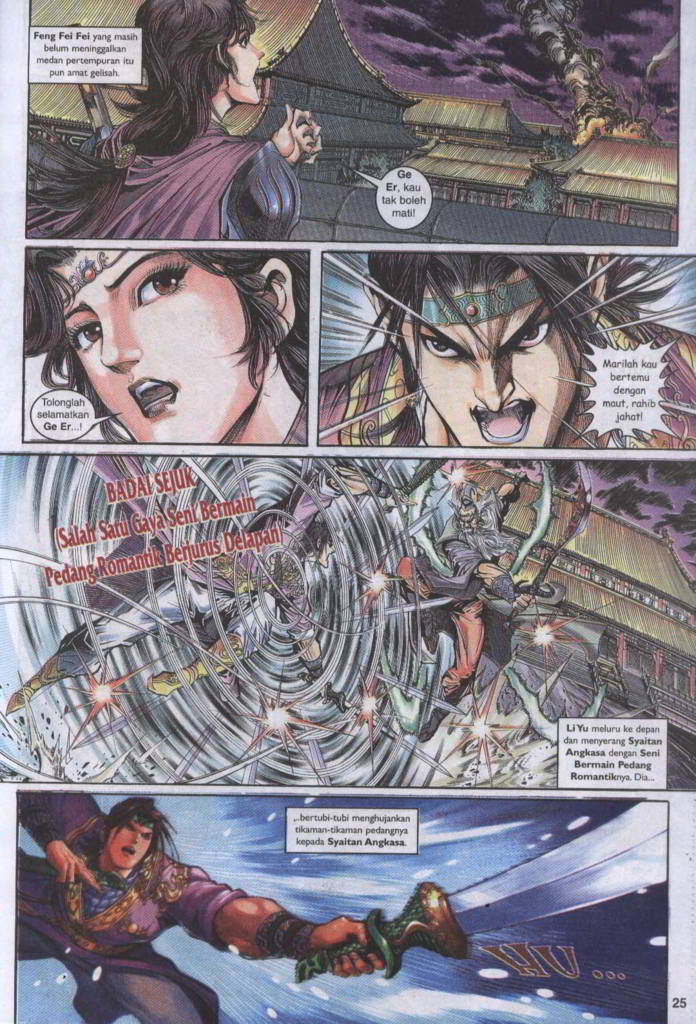 Feng Fei Fei yang masih
belum meninggalkan
medan pertempuran itu
pun amat gelisah.
Ge
Er, kau
tak boleh
mati!
Tolonglah
selamatkan
Ge Er...!
Marilah kau
bertemu
dengan
maut, rahib
jahat!
BADAI SEJUK
(Salah Satu Gaya Seni Bermain
Pedang Romantik Berjurus Delapan)
Li Yu meluru ke depan
dan menyerang Syaitan
Angkasa dengan Seni
Bermain Pedang
Romantiknya. Dia...
...bertubi-tubi menghujankan
tikaman-tikaman pedangnya
kepada Syaitan Angkasa.
HU...
25